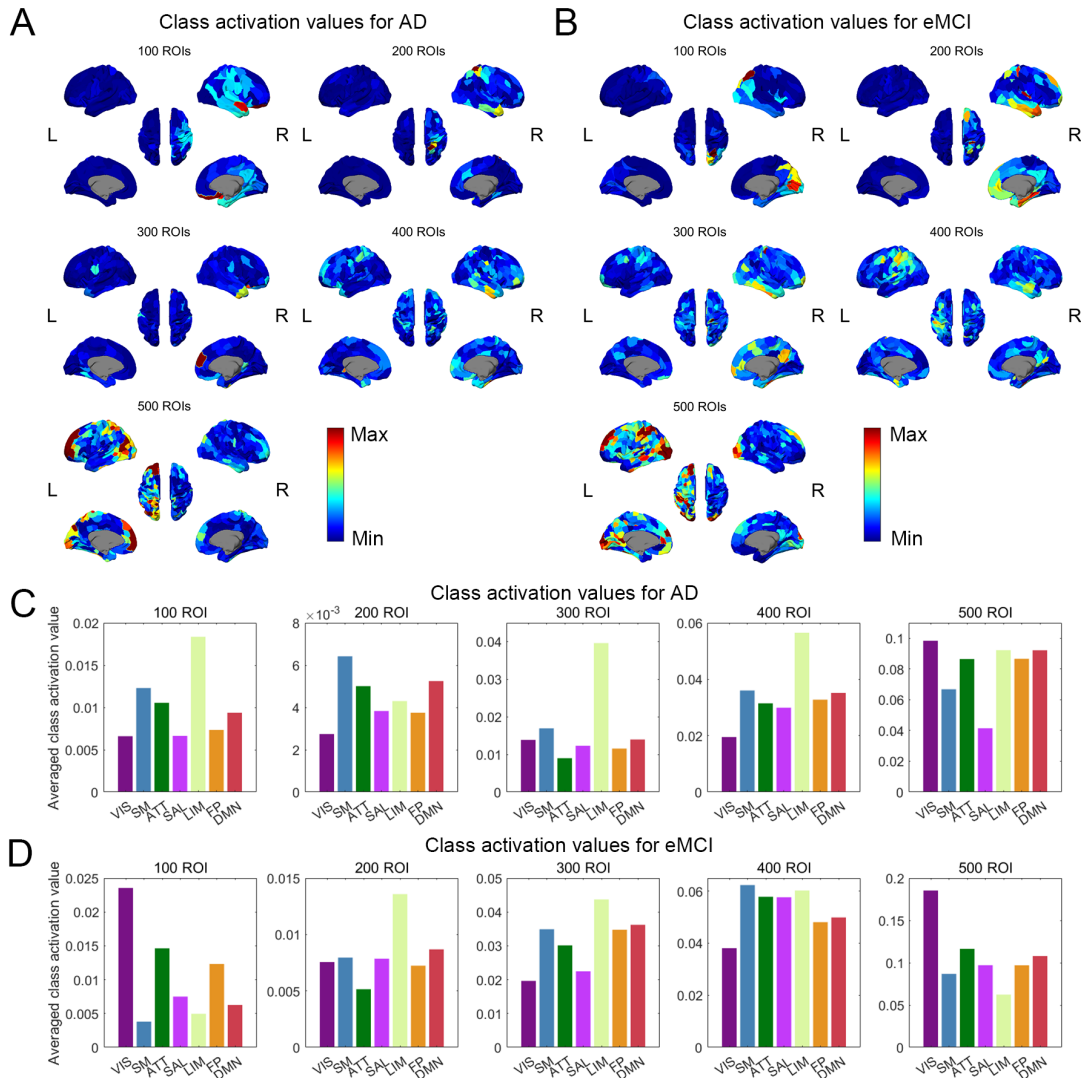 A
Class activation values for AD
B
Class activation values for eMCI
100 ROIs
200 ROIs
100 ROIs
200 ROIs
L
R
L
R
300 ROIs
400 ROIs
300 ROIs
400 ROIs
L
R
L
R
500 ROIs
500 ROIs
L
R
Max
Min
L
R
Max
Min
C
Class activation values for AD
Averaged class activation value
100 ROI
0.02
0.015
0.01
0.005
0
VIS SM ATT SAL LIM FP DMN
200 ROI
×10⁻³
8
6
4
2
0
VIS SM ATT SAL LIM FP DMN
300 ROI
0.04
0.03
0.02
0.01
0
VIS SM ATT SAL LIM FP DMN
400 ROI
0.06
0.04
0.02
0
VIS SM ATT SAL LIM FP DMN
500 ROI
0.1
0.08
0.06
0.04
0.02
0
VIS SM ATT SAL LIM FP DMN
D
Class activation values for eMCI
Averaged class activation value
100 ROI
0.025
0.02
0.015
0.01
0.005
0
VIS SM ATT SAL LIM FP DMN
200 ROI
0.015
0.01
0.005
0
VIS SM ATT SAL LIM FP DMN
300 ROI
0.05
0.04
0.03
0.02
0.01
0
VIS SM ATT SAL LIM FP DMN
400 ROI
0.06
0.04
0.02
0
VIS SM ATT SAL LIM FP DMN
500 ROI
0.2
0.15
0.1
0.05
0
VIS SM ATT SAL LIM FP DMN